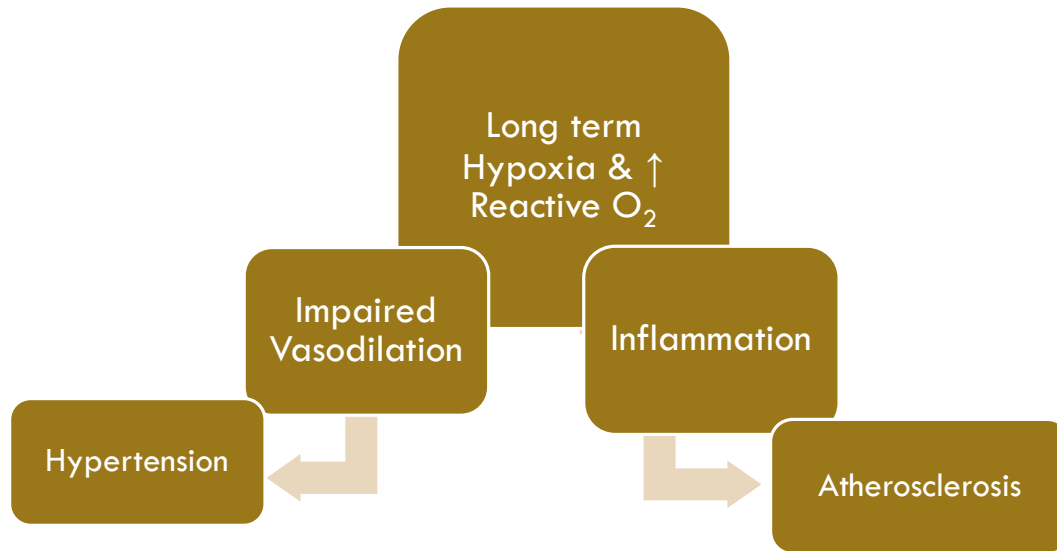 Long term
Hypoxia & ↑
Reactive O₂
Impaired
Vasodilation
Inflammation
Hypertension
Atherosclerosis